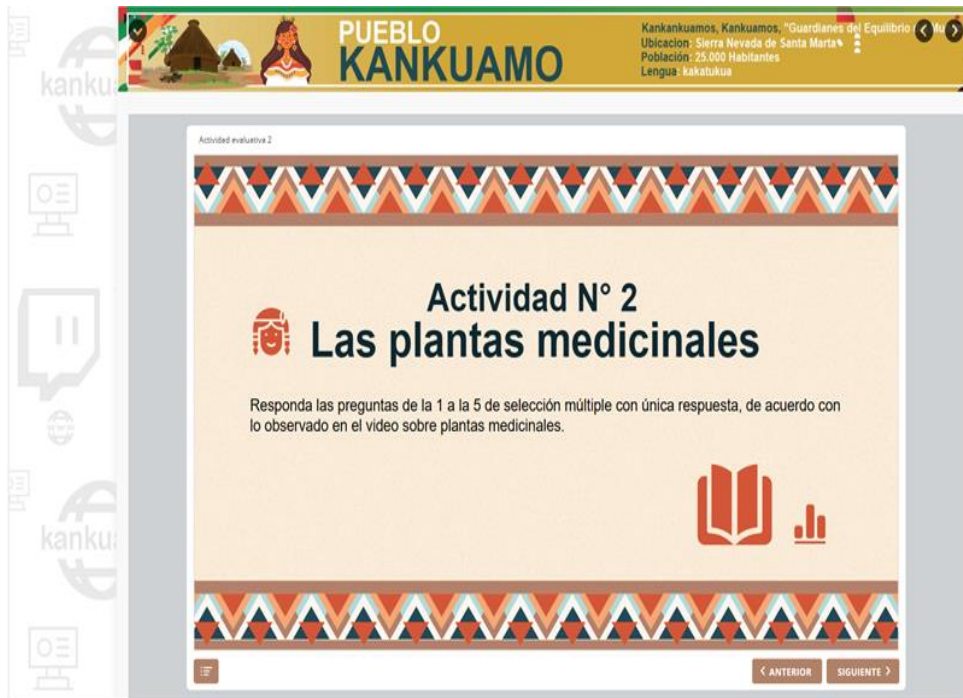 PUEBLO
KANKUAMO
Kankankuamos, Kankuamos, "Guardianes del Equilibrio
Ubicacion: Sierra Nevada de Santa Marta
Población: 25.000 Habitantes
Lengua: kakatukua
kanku
Actividad evaluativa 2
Actividad N° 2
Las plantas medicinales
Responda las preguntas de la 1 a la 5 de selección múltiple con única respuesta, de acuerdo con
lo observado en el video sobre plantas medicinales.
kankua
ANTERIOR
SIGUIENTE